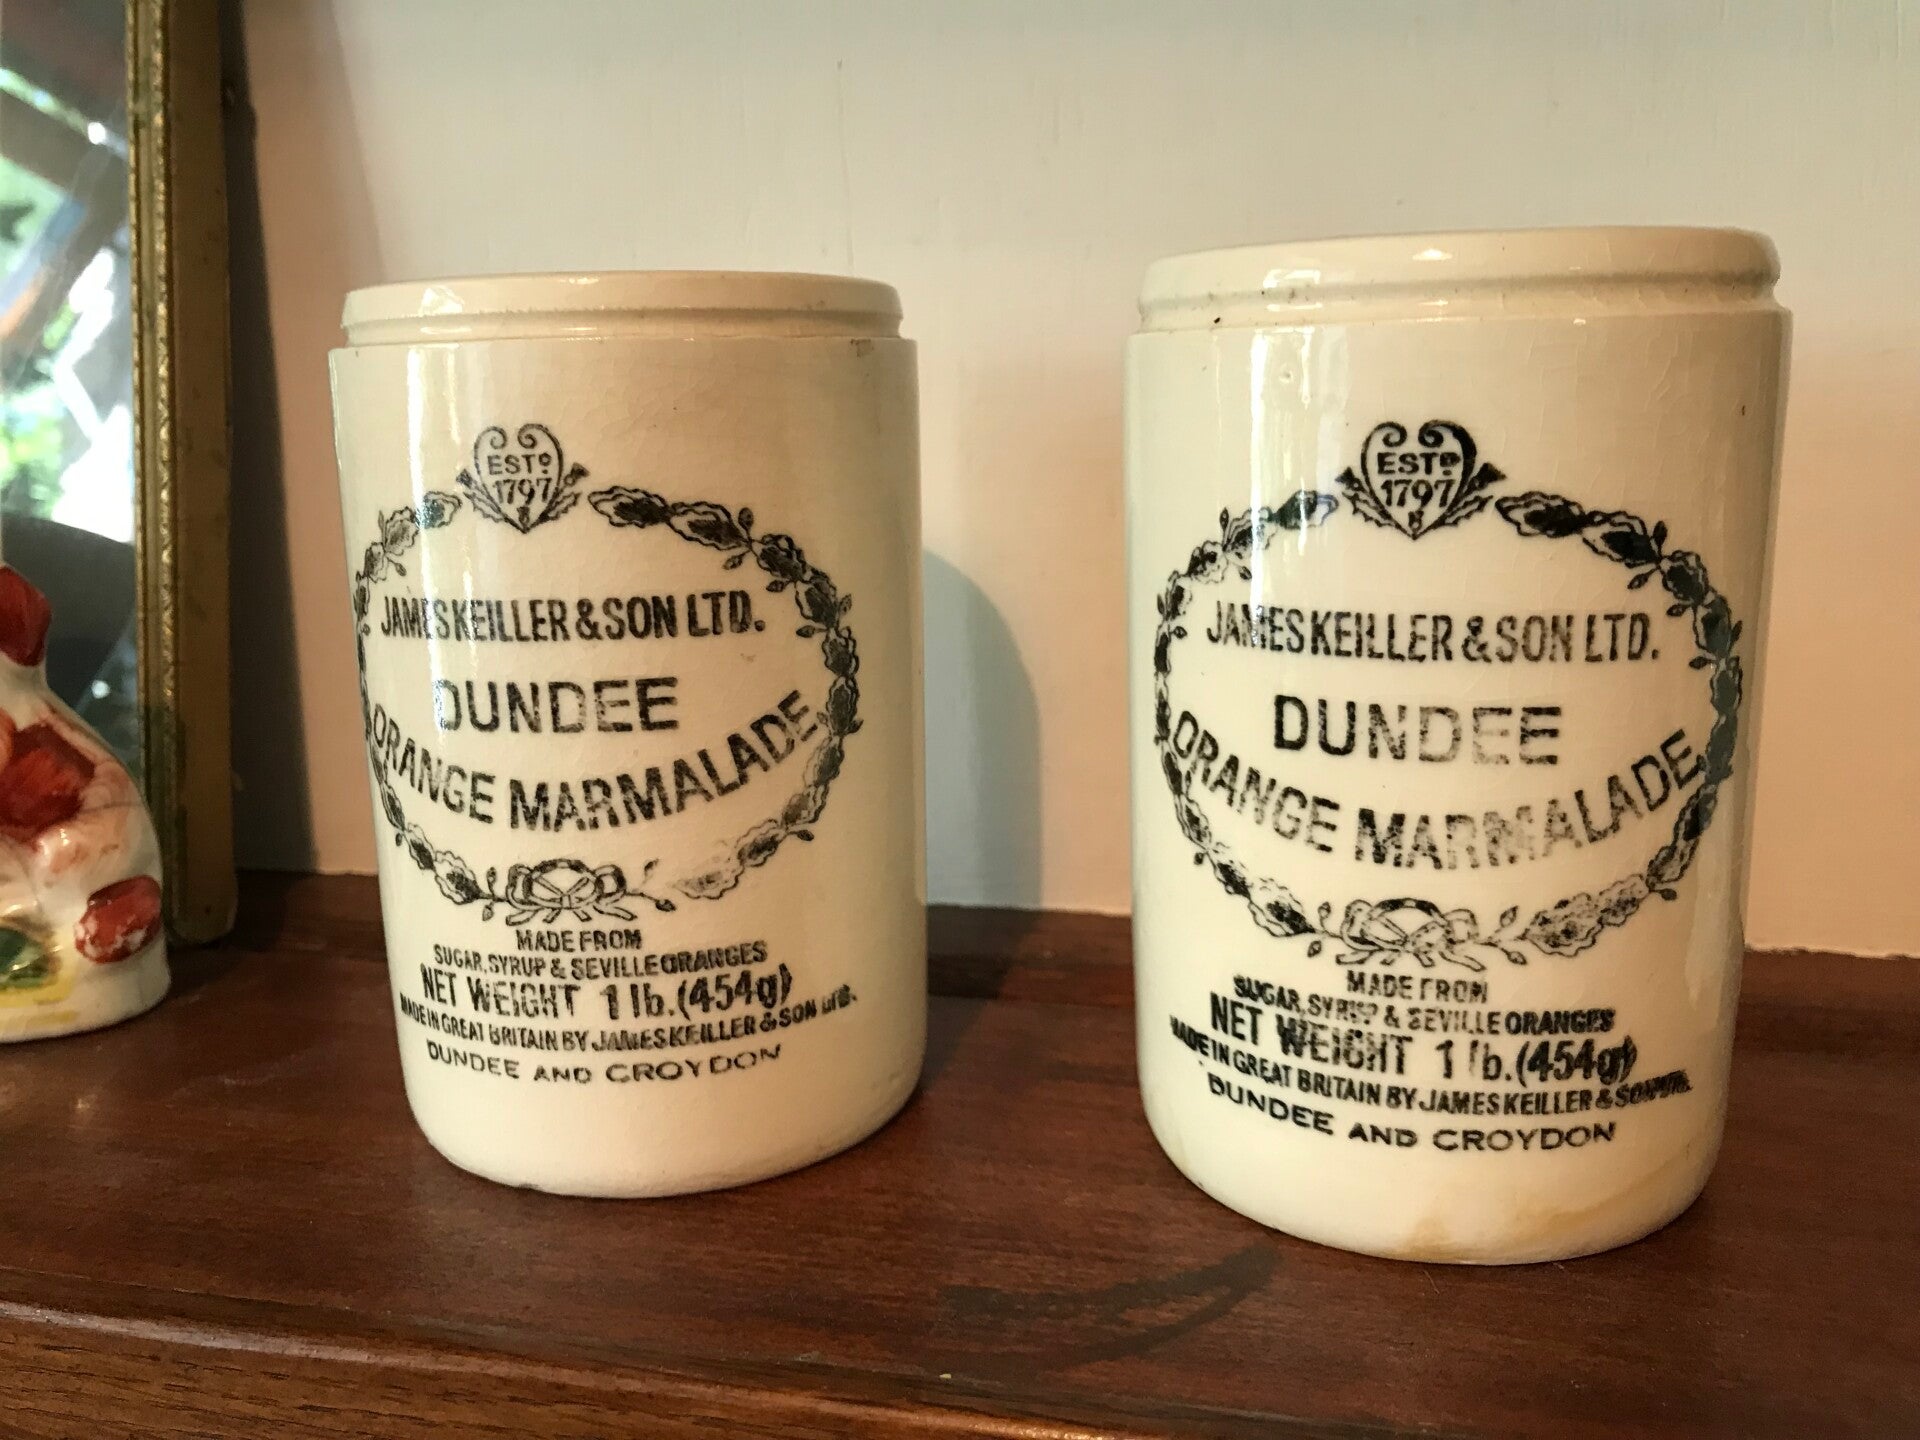 ESTD
1797
JAMES KEILLER & SON LTD.
DUNDEE
ORANGE MARMALADE
MADE FROM
SUGAR, SYRUP & SEVILLE ORANGES
NET WEIGHT 1 lb. (454g)
MADE IN GREAT BRITAIN BY JAMES KEILLER & SON LTD.
DUNDEE AND CROYDON
ESTD
1797
JAMES KEILLER & SON LTD.
DUNDEE
ORANGE MARMALADE
MADE FROM
SUGAR, SYRUP & SEVILLE ORANGES
NET WEIGHT 1 lb. (454g)
MADE IN GREAT BRITAIN BY JAMES KEILLER & SON LTD.
DUNDEE AND CROYDON